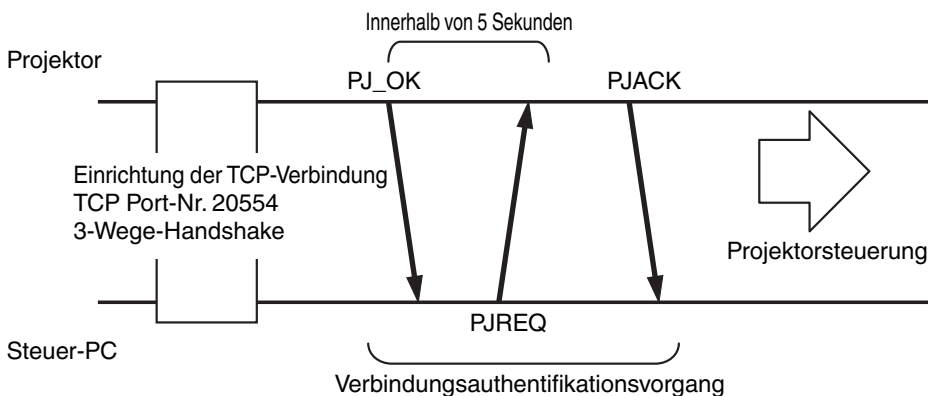 Innerhalb von 5 Sekunden
Projektor
PJ_OK
PJACK
Einrichtung der TCP-Verbindung
TCP Port-Nr. 20554
3-Wege-Handshake
Projektorsteuerung
PJREQ
Steuer-PC
Verbindungsauthentifikationsvorgang